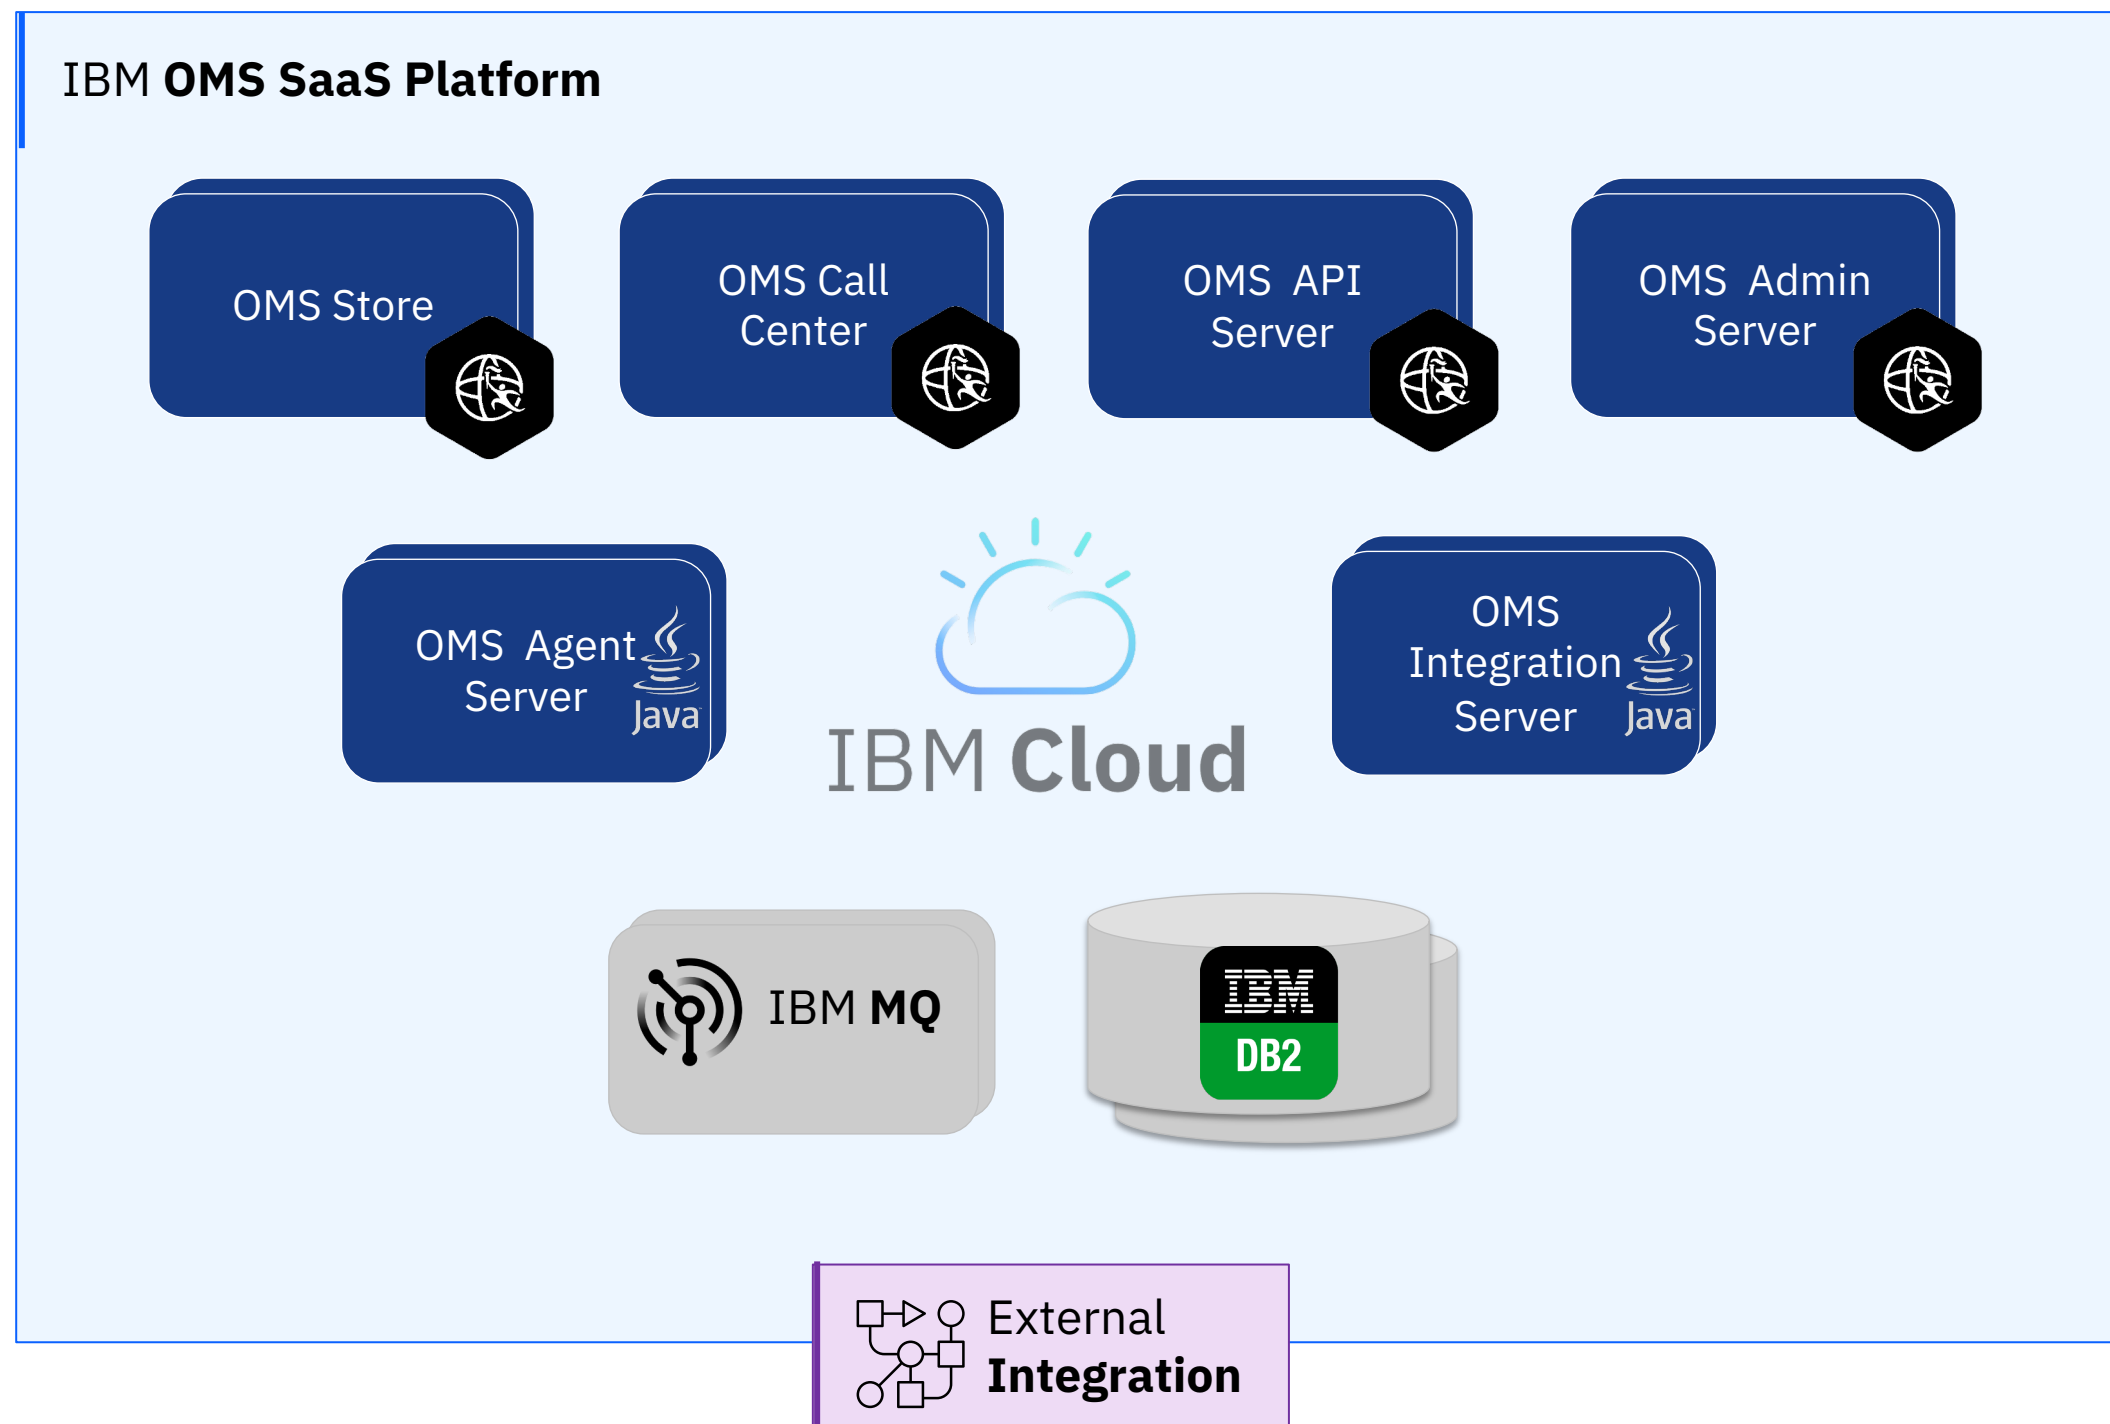 IBM OMS SaaS Platform
OMS Store
OMS Call
Center
OMS API
Server
OMS Admin
Server
OMS Agent
Server
Java
IBM Cloud
OMS
Integration
Server
Java
IBM MQ
IBM
DB2
External
Integration